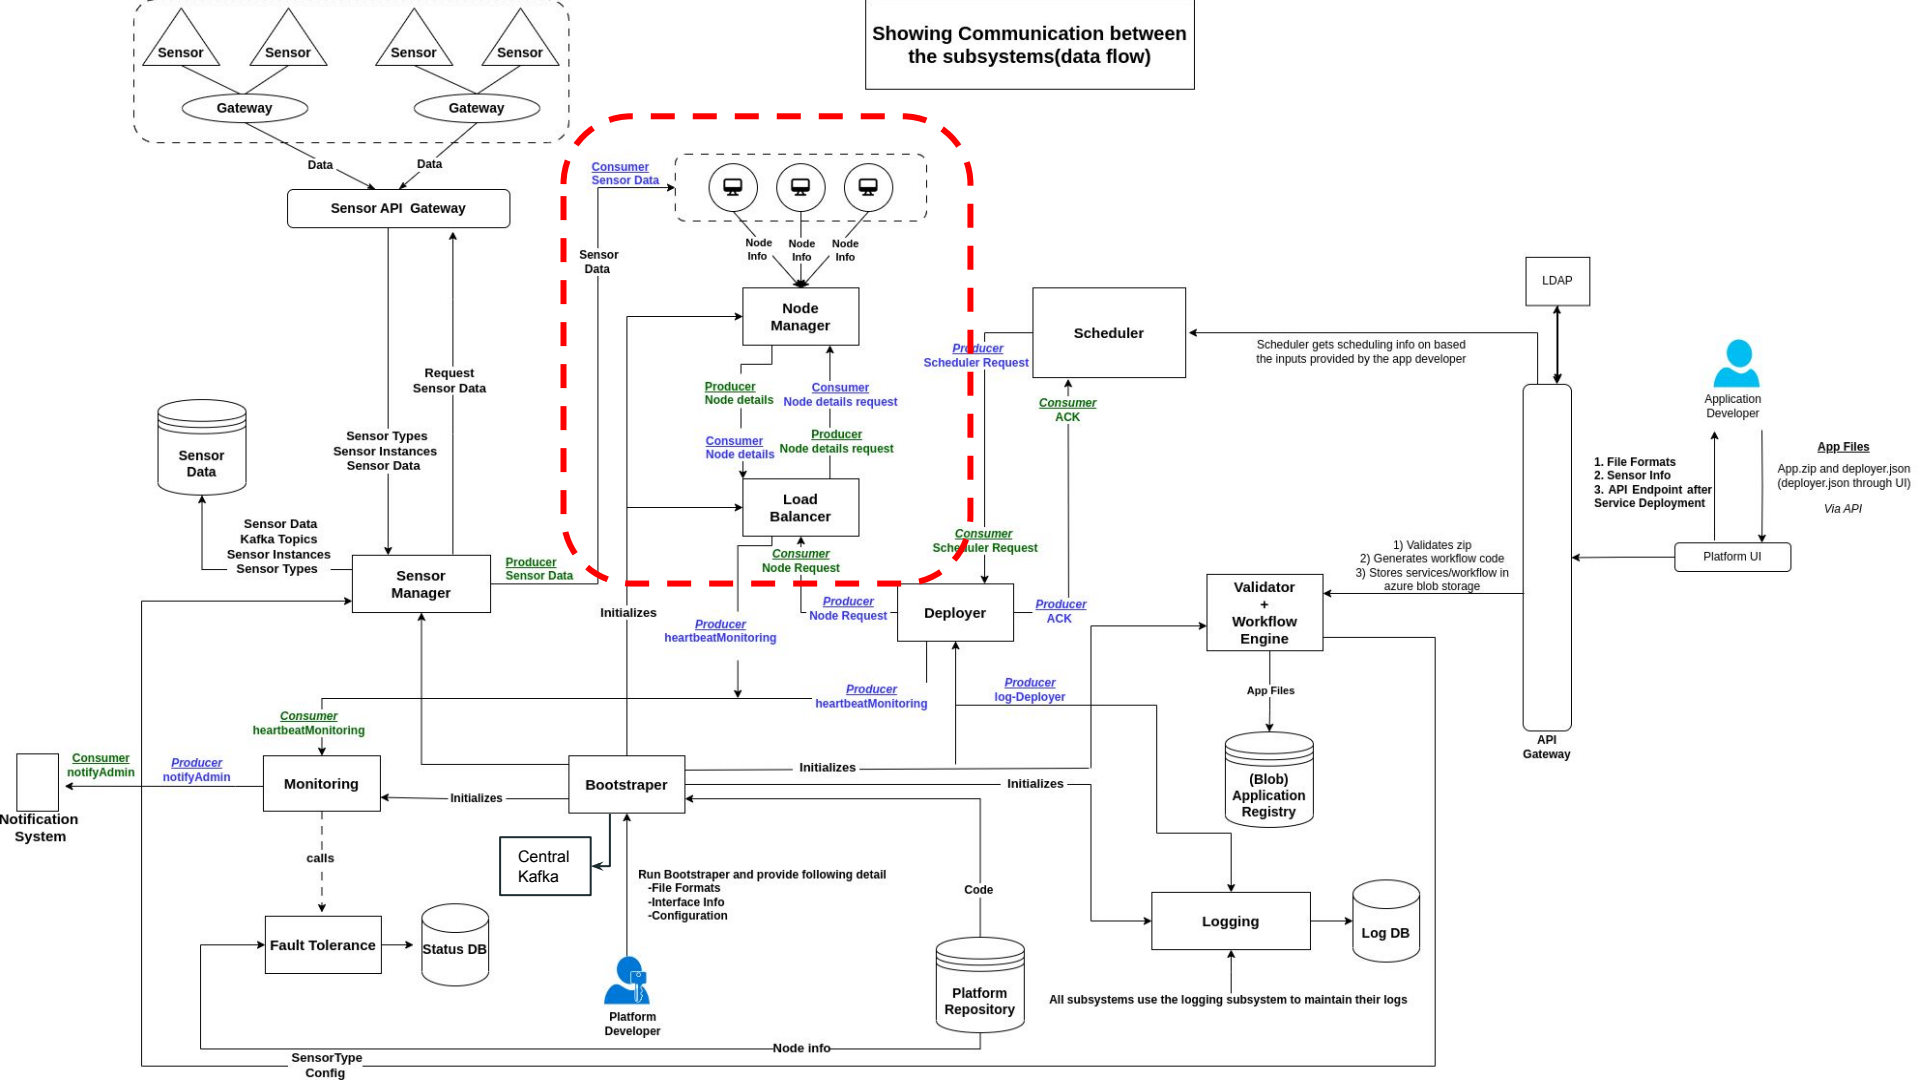 Showing Communication between
the subsystems(data flow)
Sensor
Sensor
Sensor
Sensor
Gateway
Gateway
Data
Data
Sensor API Gateway
Consumer
Sensor Data
Sensor
Data
Node
Info
Node
Info
Node
Info
Node
Manager
Producer
Node details
Consumer
Node details request
Consumer
Node details
Producer
Node details request
Load
Balancer
Consumer
Node Request
Producer
Node Request
Producer
Scheduler Request
Consumer
Scheduler Request
Scheduler
Consumer
ACK
Producer
ACK
Deployer
Scheduler gets scheduling info on based
the inputs provided by the app developer
LDAP
Application
Developer
App Files
App.zip and deployer.json
(deployer.json through UI)
Via API
1. File Formats
2. Sensor Info
3. API Endpoint after
Service Deployment
Platform UI
1) Validates zip
2) Generates workflow code
3) Stores services/workflow in
azure blob storage
API
Gateway
Validator
+
Workflow
Engine
App Files
(Blob)
Application
Registry
Request
Sensor Data
Sensor Types
Sensor Instances
Sensor Data
Sensor
Data
Sensor Data
Kafka Topics
Sensor Instances
Sensor Types
Sensor
Manager
Producer
Sensor Data
Initializes
Producer
heartbeatMonitoring
Producer
heartbeatMonitoring
Producer
log-Deployer
Consumer
heartbeatMonitoring
Consumer
notifyAdmin
Producer
notifyAdmin
Notification
System
Monitoring
Initializes
Bootstraper
Initializes
Initializes
calls
Central
Kafka
Run Bootstraper and provide following detail
-File Formats
-Interface Info
-Configuration
Code
Fault Tolerance
Status DB
Platform
Developer
Platform
Repository
Logging
Log DB
All subsystems use the logging subsystem to maintain their logs
Node info
SensorType
Config